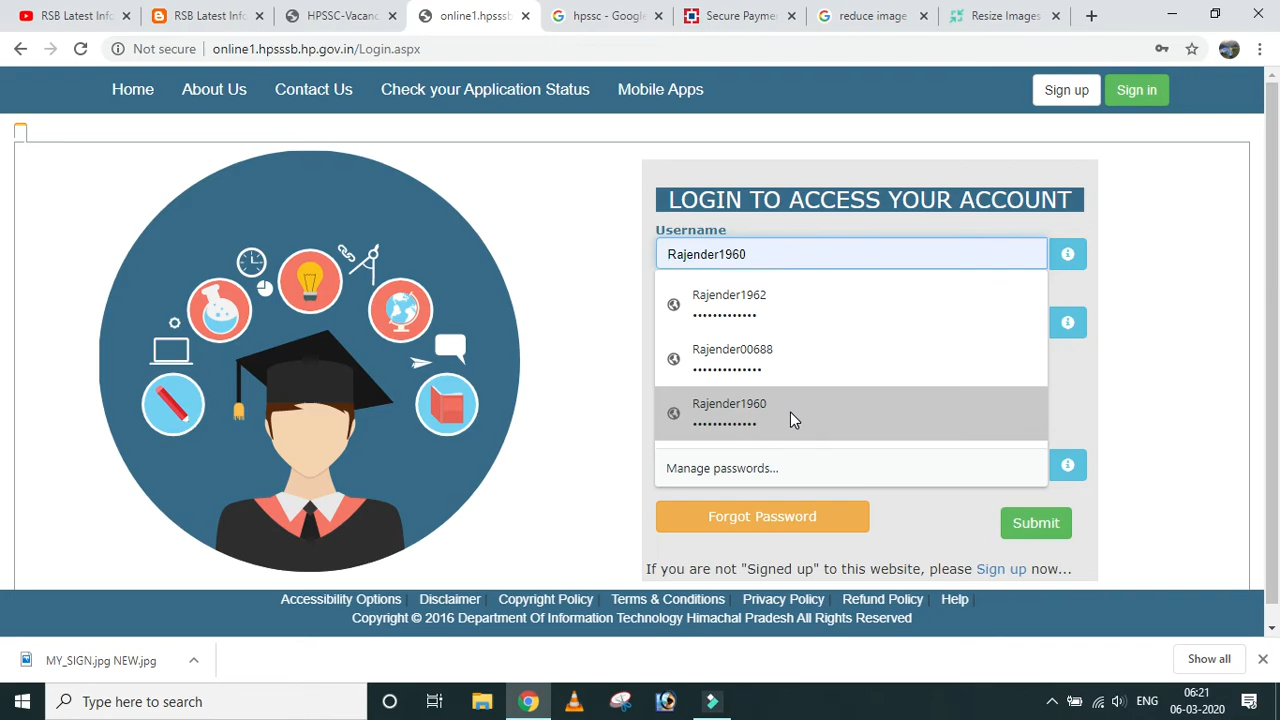 RSB Latest Info
RSB Latest Info
HPSSC-Vacanc
online1.hpsssb
hpssc - Google
Secure Paymen
reduce image
Resize Images
Not secure
online1.hpsssb.hp.gov.in/Login.aspx
Home
About Us
Contact Us
Check your Application Status
Mobile Apps
Sign up
Sign in
LOGIN TO ACCESS YOUR ACCOUNT
Username
Rajender1960
Rajender1962
•••••••••••••
Rajender00688
••••••••••••••
Rajender1960
•••••••••••••
Manage passwords...
Forgot Password
Submit
If you are not "Signed up" to this website, please Sign up now...
Accessibility Options | Disclaimer | Copyright Policy | Terms & Conditions | Privacy Policy | Refund Policy | Help |
Copyright © 2016 Department Of Information Technology Himachal Pradesh All Rights Reserved
MY_SIGN.jpg NEW.jpg
Show all
Type here to search
ENG
06:21
06-03-2020